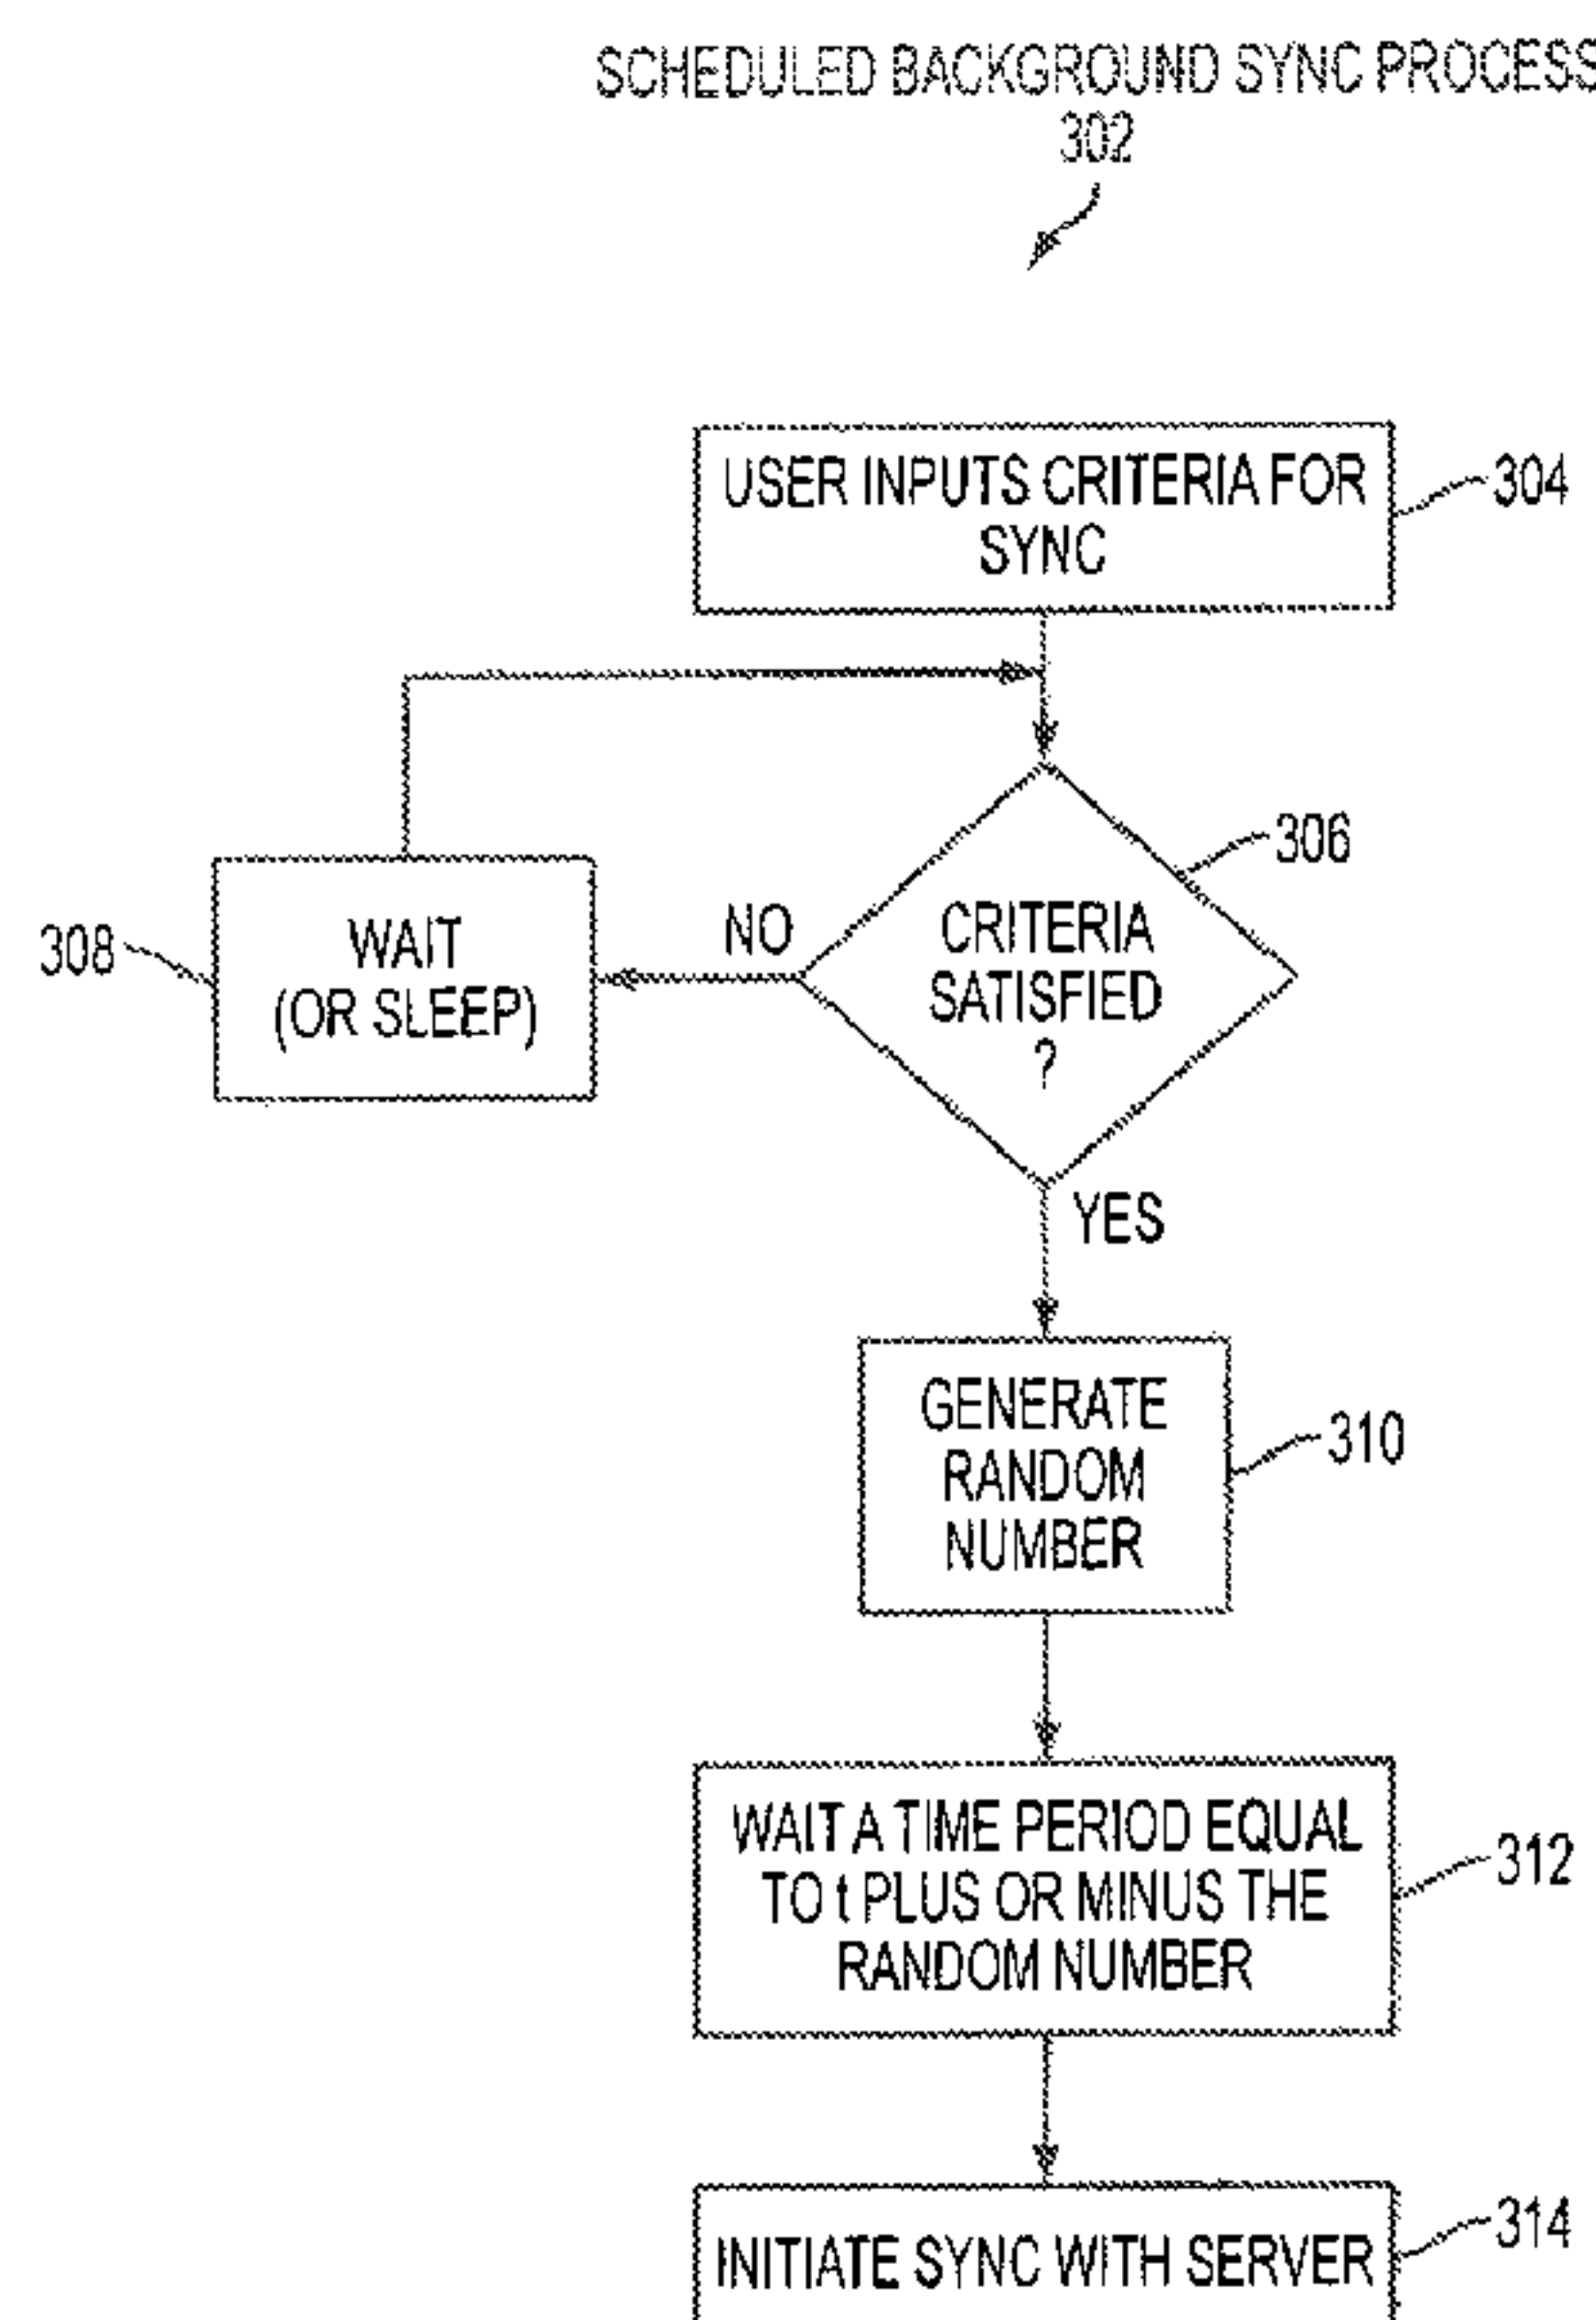 SCHEDULED BACKGROUND SYNC PROCESS
302
USER INPUTS CRITERIA FOR
SYNC
304
306
CRITERIA
SATISFIED
?
NO
308
WAIT
(OR SLEEP)
YES
GENERATE
RANDOM
NUMBER
310
WAIT A TIME PERIOD EQUAL
TO t PLUS OR MINUS THE
RANDOM NUMBER
312
INITIATE SYNC WITH SERVER
314